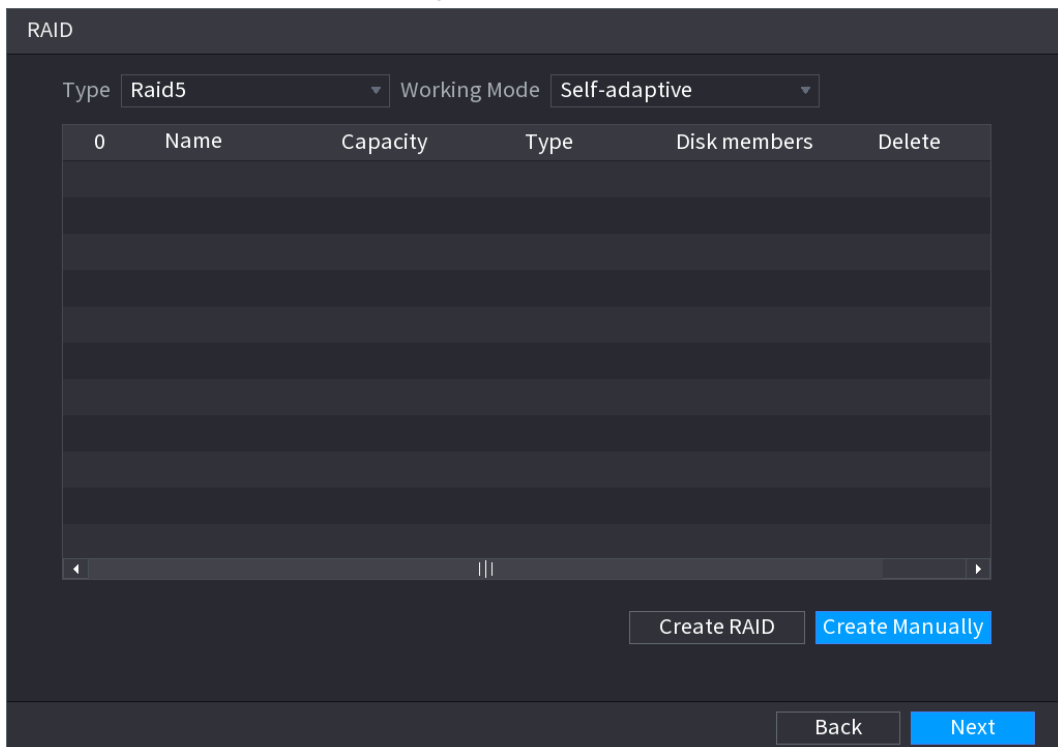 RAID
Type Raid5 Working Mode Self-adaptive
0 Name Capacity Type Disk members Delete
Create RAID Create Manually
Back Next